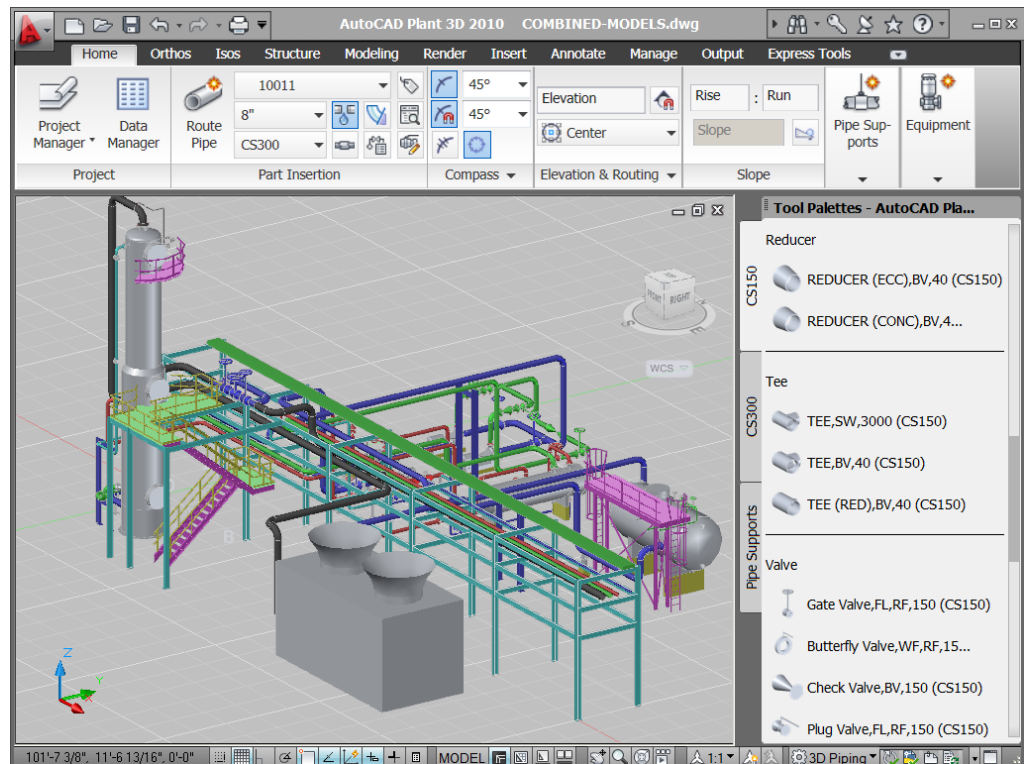 AutoCAD Plant 3D 2010 COMBINED-MODELS.dwg
Home Orthos Isos Structure Modeling Render Insert Annotate Manage Output Express Tools
Project Manager
Data Manager
Route Pipe
10011
8"
CS300
45°
45°
Elevation
Center
Rise : Run
Slope
Pipe Sup-
ports
Equipment
Project
Part Insertion
Compass
Elevation & Routing
Slope
FRONT RIGHT
S E
WCS
B
Z
Y
Tool Palettes - AutoCAD Pla...
CS150
CS300
Pipe Supports
Reducer
REDUCER (ECC),BV,40 (CS150)
REDUCER (CONC),BV,4...
Tee
TEE,SW,3000 (CS150)
TEE,BV,40 (CS150)
TEE (RED),BV,40 (CS150)
Valve
Gate Valve,FL,RF,150 (CS150)
Butterfly Valve,WF,RF,15...
Check Valve,BV,150 (CS150)
Plug Valve,FL,RF,150 (CS150)
101'-7 3/8", 11'-6 13/16", 0'-0" MODEL 1:1 3D Piping